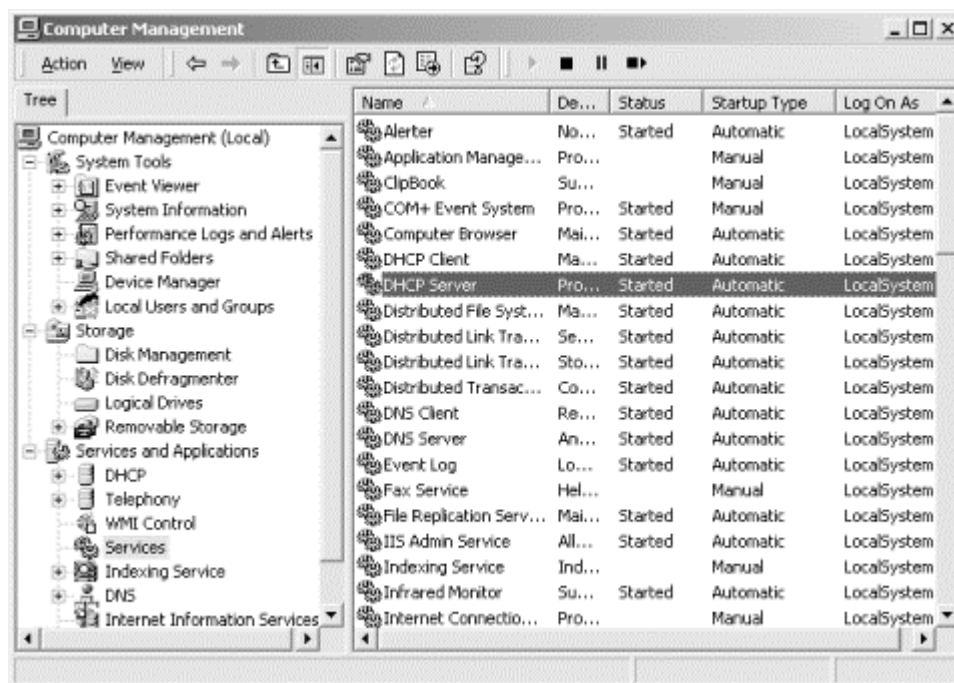 Computer Management
Action View
Tree
Computer Management (Local)
System Tools
Event Viewer
System Information
Performance Logs and Alerts
Shared Folders
Device Manager
Local Users and Groups
Storage
Disk Management
Disk Defragmenter
Logical Drives
Removable Storage
Services and Applications
DHCP
Telephony
WMI Control
Services
Indexing Service
DNS
Internet Information Services
Name De... Status Startup Type Log On As
Alerter No... Started Automatic LocalSystem
Application Manage... Pro... Manual LocalSystem
ClipBook Su... Manual LocalSystem
COM+ Event System Pro... Started Manual LocalSystem
Computer Browser Mai... Started Automatic LocalSystem
DHCP Client Ma... Started Automatic LocalSystem
DHCP Server Pro... Started Automatic LocalSystem
Distributed File Syst... Ma... Started Automatic LocalSystem
Distributed Link Tra... Se... Started Automatic LocalSystem
Distributed Link Tra... Sto... Started Automatic LocalSystem
Distributed Transac... Co... Started Automatic LocalSystem
DNS Client Re... Started Automatic LocalSystem
DNS Server An... Started Automatic LocalSystem
Event Log Lo... Started Automatic LocalSystem
Fax Service Hel... Manual LocalSystem
File Replication Serv... Mai... Started Automatic LocalSystem
IIS Admin Service All... Started Automatic LocalSystem
Indexing Service Ind... Manual LocalSystem
Infrared Monitor Su... Started Automatic LocalSystem
Internet Connectio... Pro... Manual LocalSystem